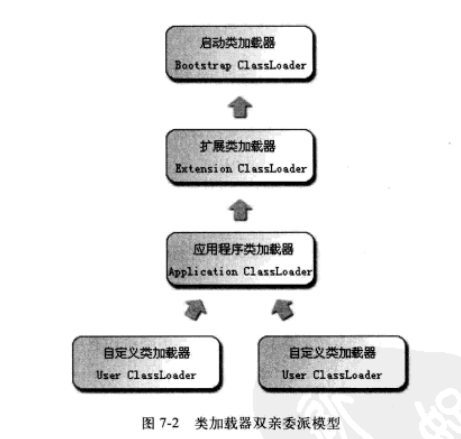 启动类加载器
Bootstrap ClassLoader
扩展类加载器
Extension ClassLoader
应用程序类加载器
Application ClassLoader
自定义类加载器
User ClassLoader
自定义类加载器
User ClassLoader
图 7-2 类加载器双亲委派模型